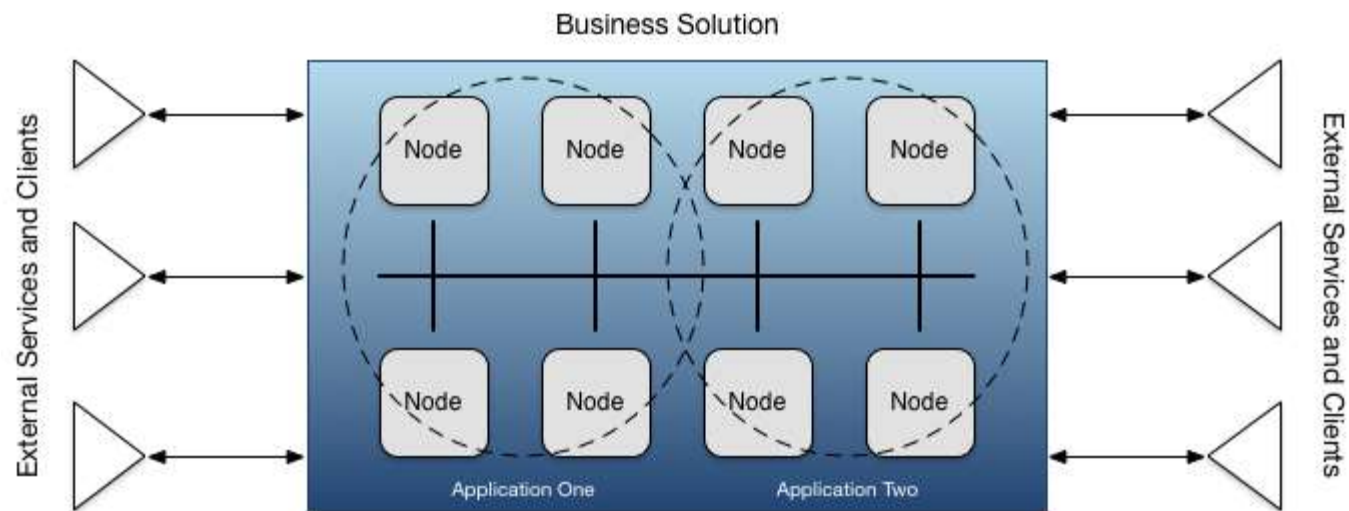 Business Solution
External Services and Clients
Node
Node
Node
Node
External Services and Clients
Node
Node
Node
Node
Application One
Application Two